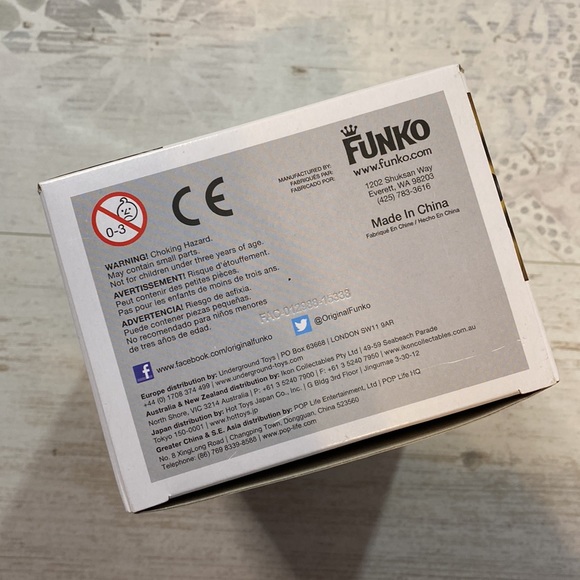 FUNKO
www.funko.com
MANUFACTURED BY:
FABRIQUÉS PAR:
FABRICADO POR:
1202 Shuksan Way
Everett, WA 98203
(425) 783-3616
Made In China
Fabriqué En Chine / Hecho En China
0-3
CE
WARNING! Choking Hazard.
May contain small parts.
Not for children under three years of age.
AVERTISSEMENT! Risque d'étouffement.
Peut contenir des petites pièces.
Pas pour les enfants de moins de trois ans.
ADVERTENCIA! Riesgo de asfixia.
Puede contener piezas pequeñas.
No recomendado para niños menores
de tres años de edad.
www.facebook.com/originalfunko
@OriginalFunko
Europe distribution by: Underground Toys | PO Box 63668 | LONDON SW11 9AR
+44 (0) 1708 374 499 | www.underground-toys.com
Australia & New Zealand distribution by: Ikon Collectables Pty Ltd | 49-59 Seabeach Parade
North Shore, VIC 3214 Australia | P: +61 3 5240 7900 | F: +61 3 5240 7950 | www.ikoncollectables.com.au
Japan distribution by: Hot Toys Japan Co., Inc. | G Bldg 3rd Floor | Jingumae 3-30-12
Tokyo 150-0001 | www.hottoys.jp
Greater China & S.E. Asia distribution by: POP Life Entertainment, Ltd | POP Life HQ
No. 8 XingLong Road | Changping Town, Dongguan, China 523560
Telephone: (86) 769 8339-8588 | www.pop-life.com